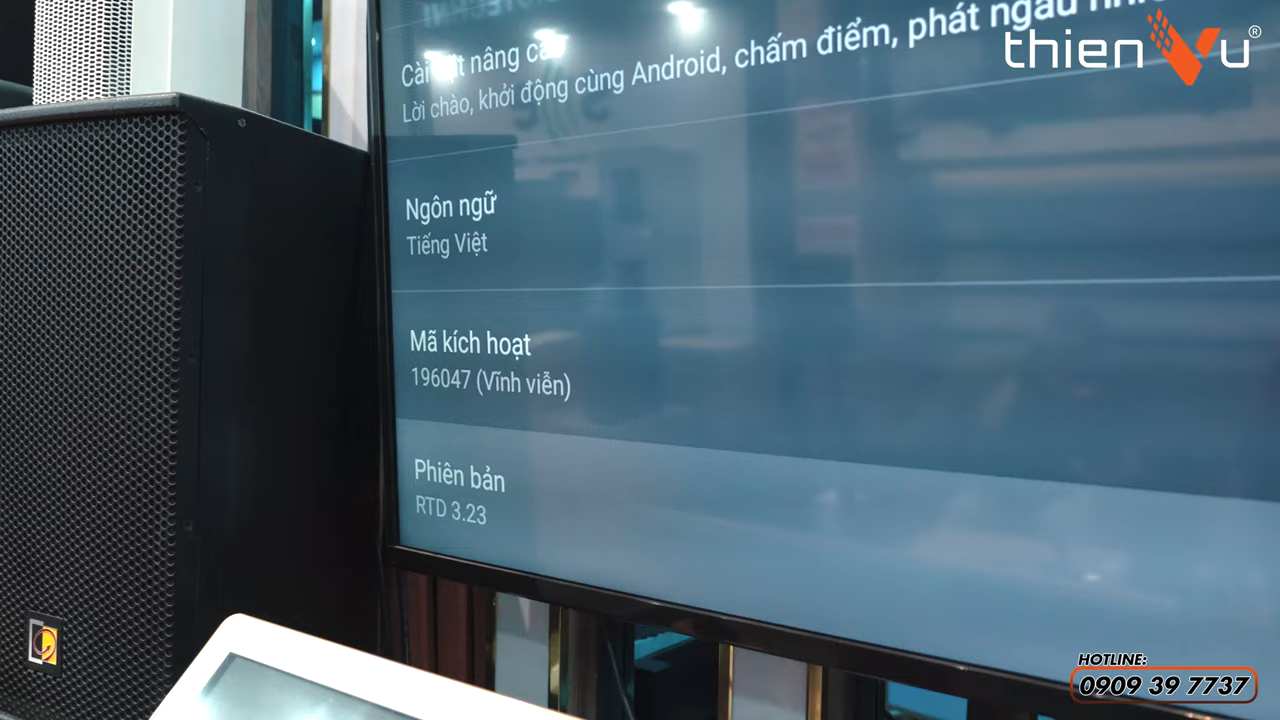 Cài đặt nâng cao
Lời chào, khởi động cùng Android, chấm điểm, phát ngẫu
thienVu®
Ngôn ngữ
Tiếng Việt
Mã kích hoạt
196047 (Vĩnh viễn)
Phiên bản
RTD 3.23
HOTLINE:
0909 39 7737